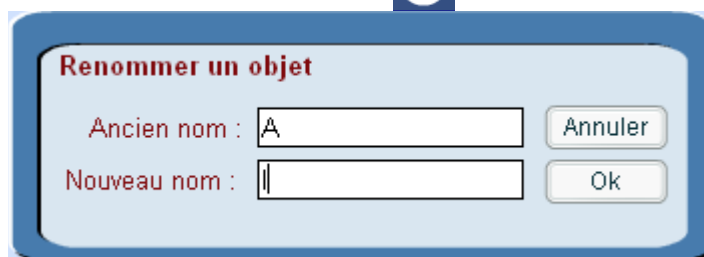 Renommer un objet
Ancien nom : A Annuler
Nouveau nom : I Ok